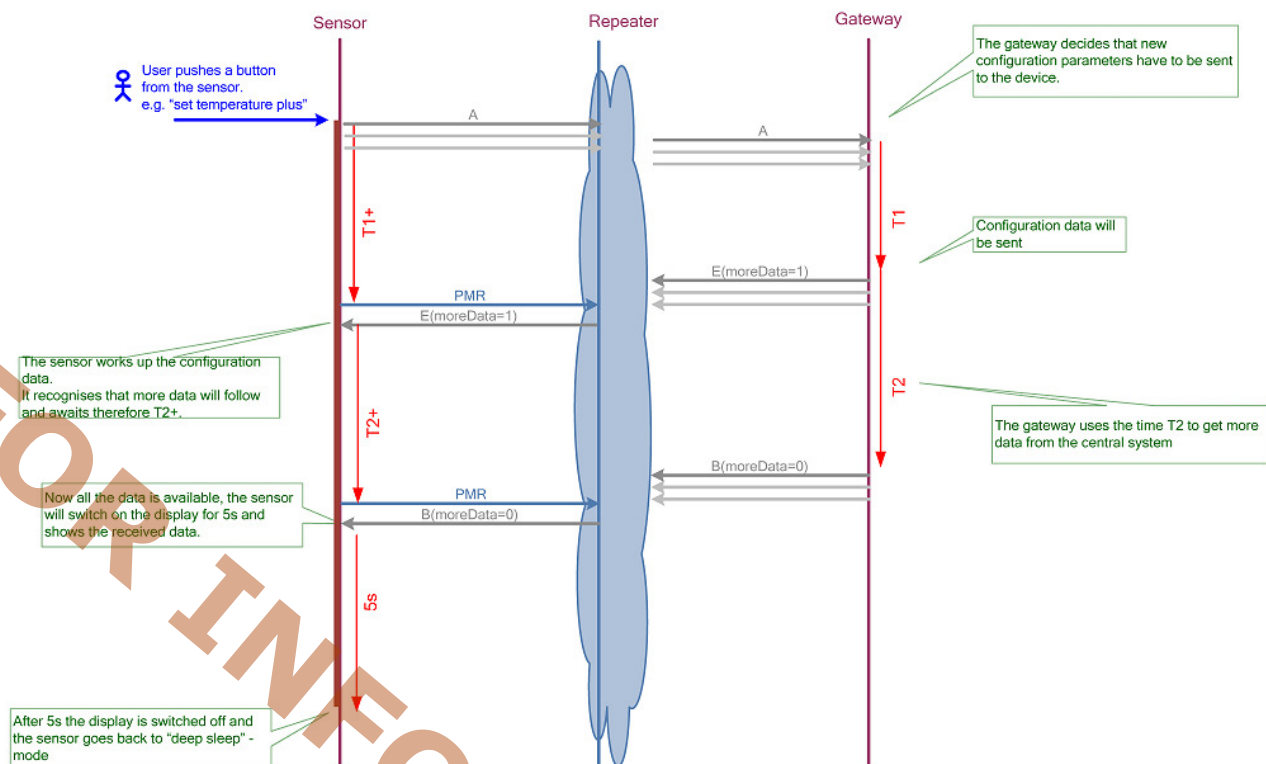 Sensor
Repeater
Gateway
User pushes a button
from the sensor.
e.g. “set temperature plus”
The gateway decides that new
configuration parameters have to be sent
to the device.
A
A
T1+
T1
Configuration data will
be sent
E(moreData=1)
PMR
E(moreData=1)
The sensor works up the configuration
data.
It recognises that more data will follow
and awaits therefore T2+.
T2+
T2
The gateway uses the time T2 to get more
data from the central system
B(moreData=0)
PMR
B(moreData=0)
Now all the data is available, the sensor
will switch on the display for 5s and
shows the received data.
5s
After 5s the display is switched off and
the sensor goes back to “deep sleep” -
mode
FOR INFO